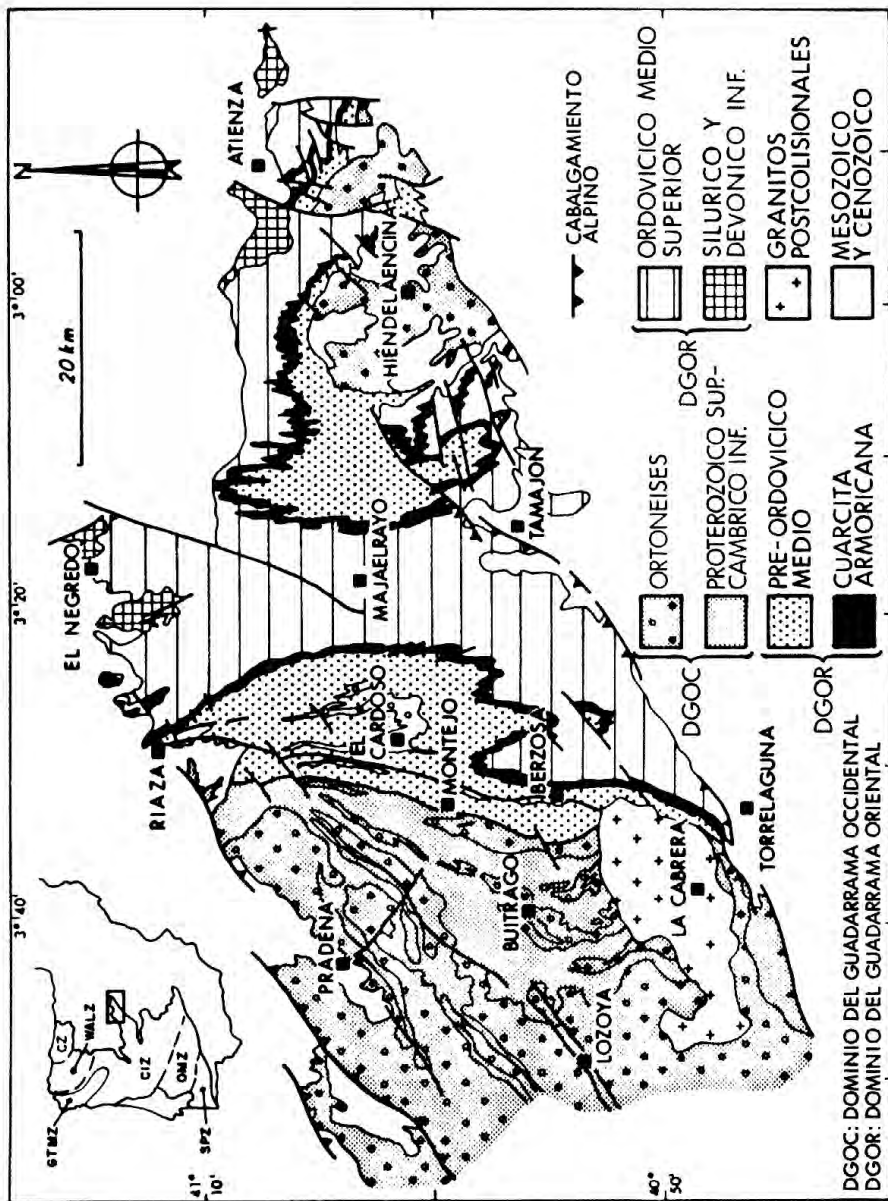 3°40'
3°20'
3°00'
N
20 km
41°
10'
40°
50'
GTMZ
CZ
WALZ
CIZ
OMZ
SPZ
RIAZA
EL NEGREDO
ATIENZA
PRADENA
EL CARDOSO
MAJAELRAYO
HIENDELAENCINA
MONTEJO
BERZOSA
BUITRAGO
TAMAJON
LOZOYA
LA CABRERA
TORRELAGUNA
CABALGAMIENTO
ALPINO
DGOC
ORTONEISES
PROTEROZOICO SUP.-
CAMBRICO INF.
DGOR
PRE-ORDOVICICO
MEDIO
CUARCITA
ARMORICANA
DGOR
ORDOVICICO MEDIO
SUPERIOR
SILURICO Y
DEVONICO INF.
GRANITOS
POSTCOLISIONALES
MESOZOICO
Y CENOZOICO
DGOC: DOMINIO DEL GUADARRAMA OCCIDENTAL
DGOR: DOMINIO DEL GUADARRAMA ORIENTAL